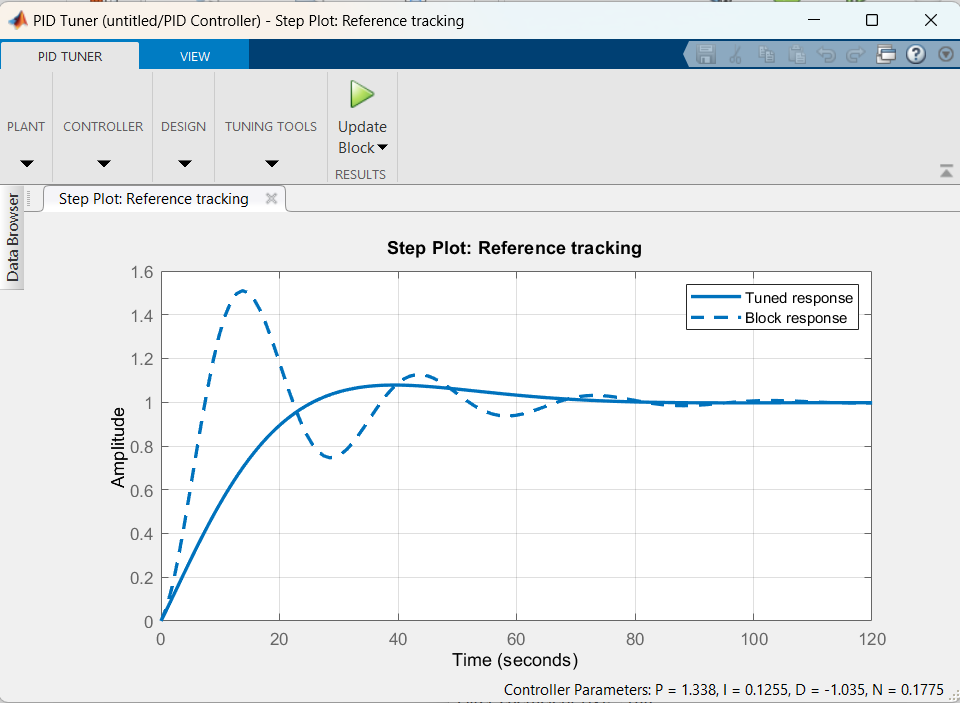 PID Tuner (untitled/PID Controller) - Step Plot: Reference tracking
PID TUNER
VIEW
PLANT
CONTROLLER
DESIGN
TUNING TOOLS
Update
Block
RESULTS
Data Browser
Step Plot: Reference tracking
Step Plot: Reference tracking
Tuned response
Block response
Amplitude
1.6
1.4
1.2
1
0.8
0.6
0.4
0.2
0
0 20 40 60 80 100 120
Time (seconds)
Controller Parameters: P = 1.338, I = 0.1255, D = -1.035, N = 0.1775